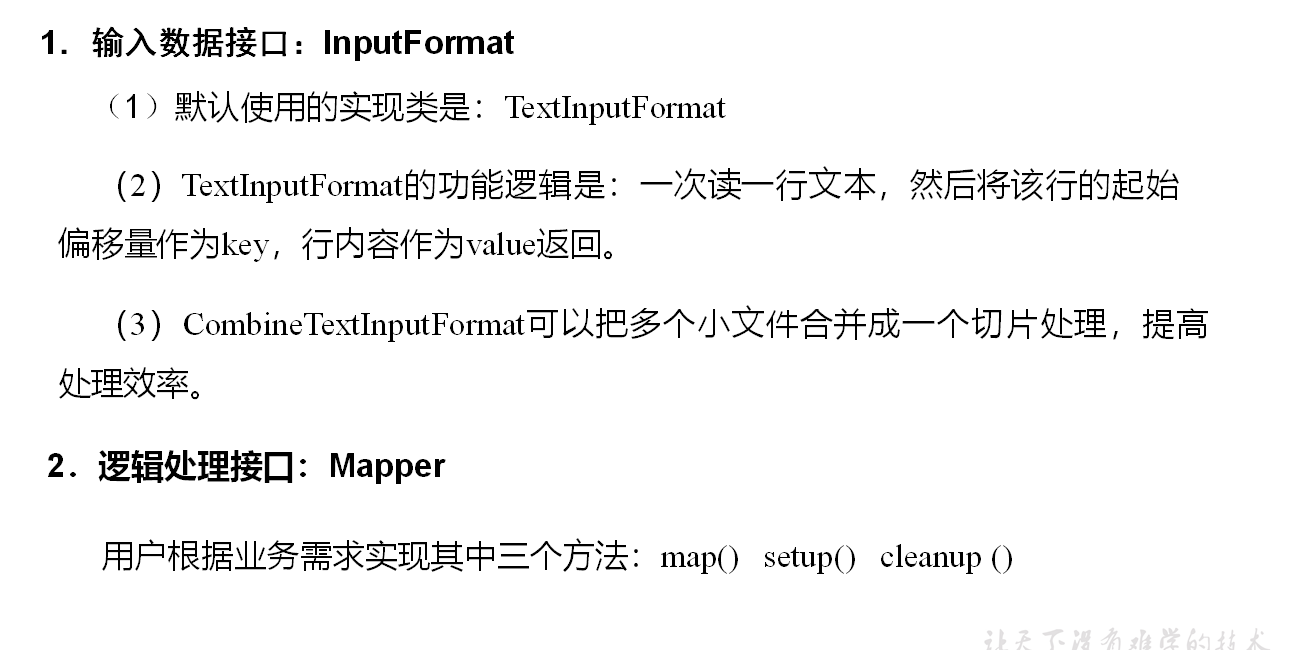 1．输入数据接口：InputFormat
（1）默认使用的实现类是：TextInputFormat
（2）TextInputFormat的功能逻辑是：一次读一行文本，然后将该行的起始
偏移量作为key，行内容作为value返回。
（3）CombineTextInputFormat可以把多个小文件合并成一个切片处理，提高
处理效率。
2．逻辑处理接口：Mapper
用户根据业务需求实现其中三个方法：map() setup() cleanup ()
让天下没有难学的技术